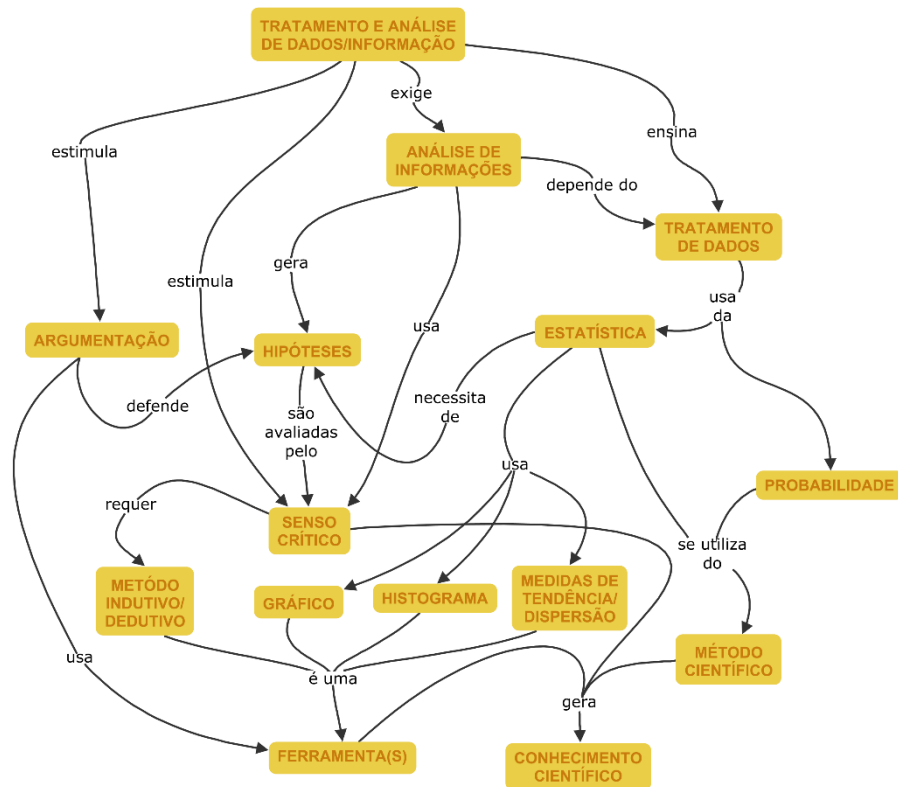 TRATAMENTO E ANÁLISE
DE DADOS/INFORMAÇÃO
exige
estimula
ensina
ANÁLISE DE
INFORMAÇÕES
depende do
TRATAMENTO
DE DADOS
gera
estimula
usa
usa
da
ARGUMENTAÇÃO
HIPÓTESES
ESTATÍSTICA
defende
são
avaliadas
pelo
necessita
de
usa
PROBABILIDADE
requer
SENSO
CRÍTICO
se utiliza
do
METÓDO
INDUTIVO/
DEDUTIVO
GRÁFICO
HISTOGRAMA
MEDIDAS DE
TENDÊNCIA/
DISPERSÃO
MÉTODO
CIENTÍFICO
usa
é uma
gera
FERRAMENTA(S)
CONHECIMENTO
CIENTÍFICO